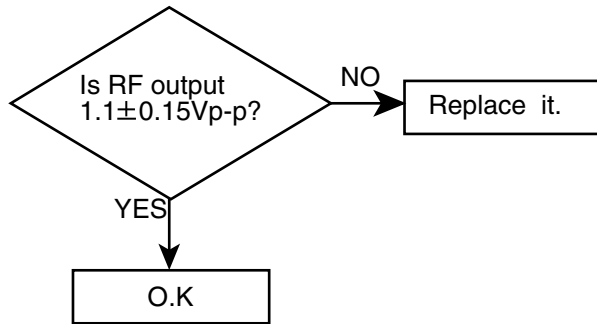 Is RF output
1.1±0.15Vp-p?
NO
Replace it.
YES
O.K